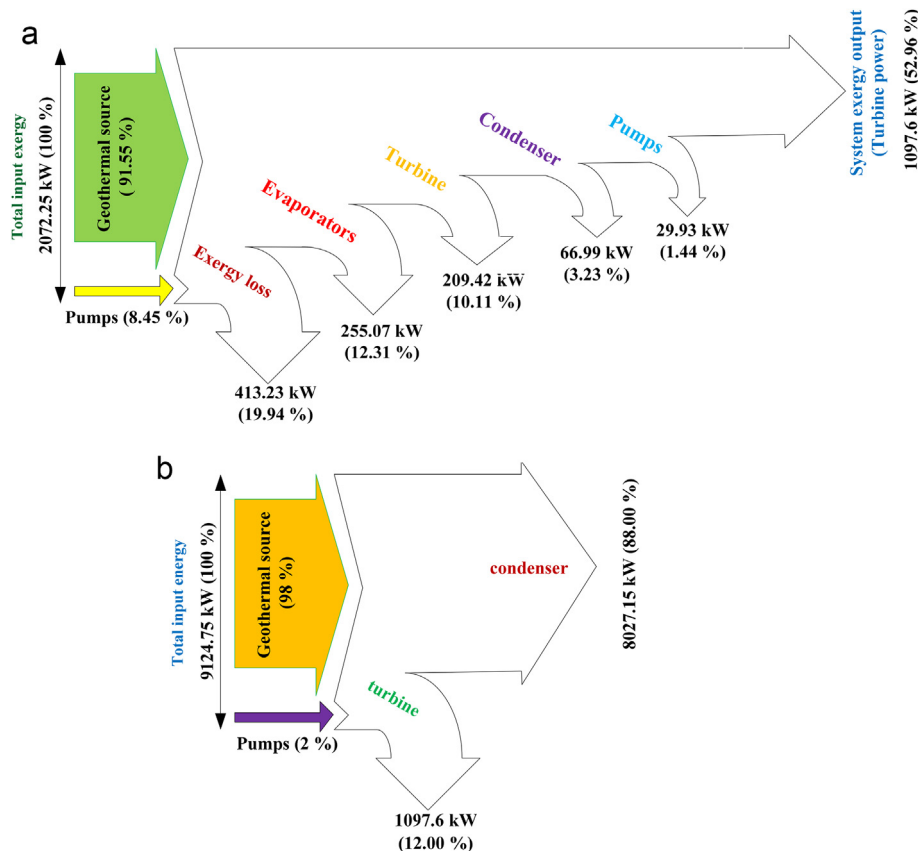 a
Total input exergy
2072.25 kW (100 %)
Geothermal source
( 91.55 %)
Pumps (8.45 %)
Exergy loss
413.23 kW
(19.94 %)
Evaporators
255.07 kW
(12.31 %)
Turbine
209.42 kW
(10.11 %)
Condenser
66.99 kW
(3.23 %)
Pumps
29.93 kW
(1.44 %)
System exergy output
(Turbine power)
1097.6 kW (52.96 %)
b
Total input energy
9124.75 kW (100 %)
Geothermal source
(98 %)
Pumps (2 %)
turbine
1097.6 kW
(12.00 %)
condenser
8027.15 kW (88.00 %)